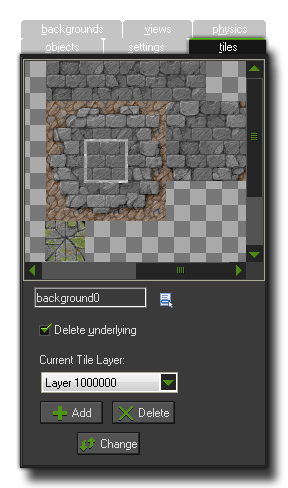 backgrounds views physics
objects settings tiles
background0
Delete underlying
Current Tile Layer:
Layer 1000000
Add Delete
Change